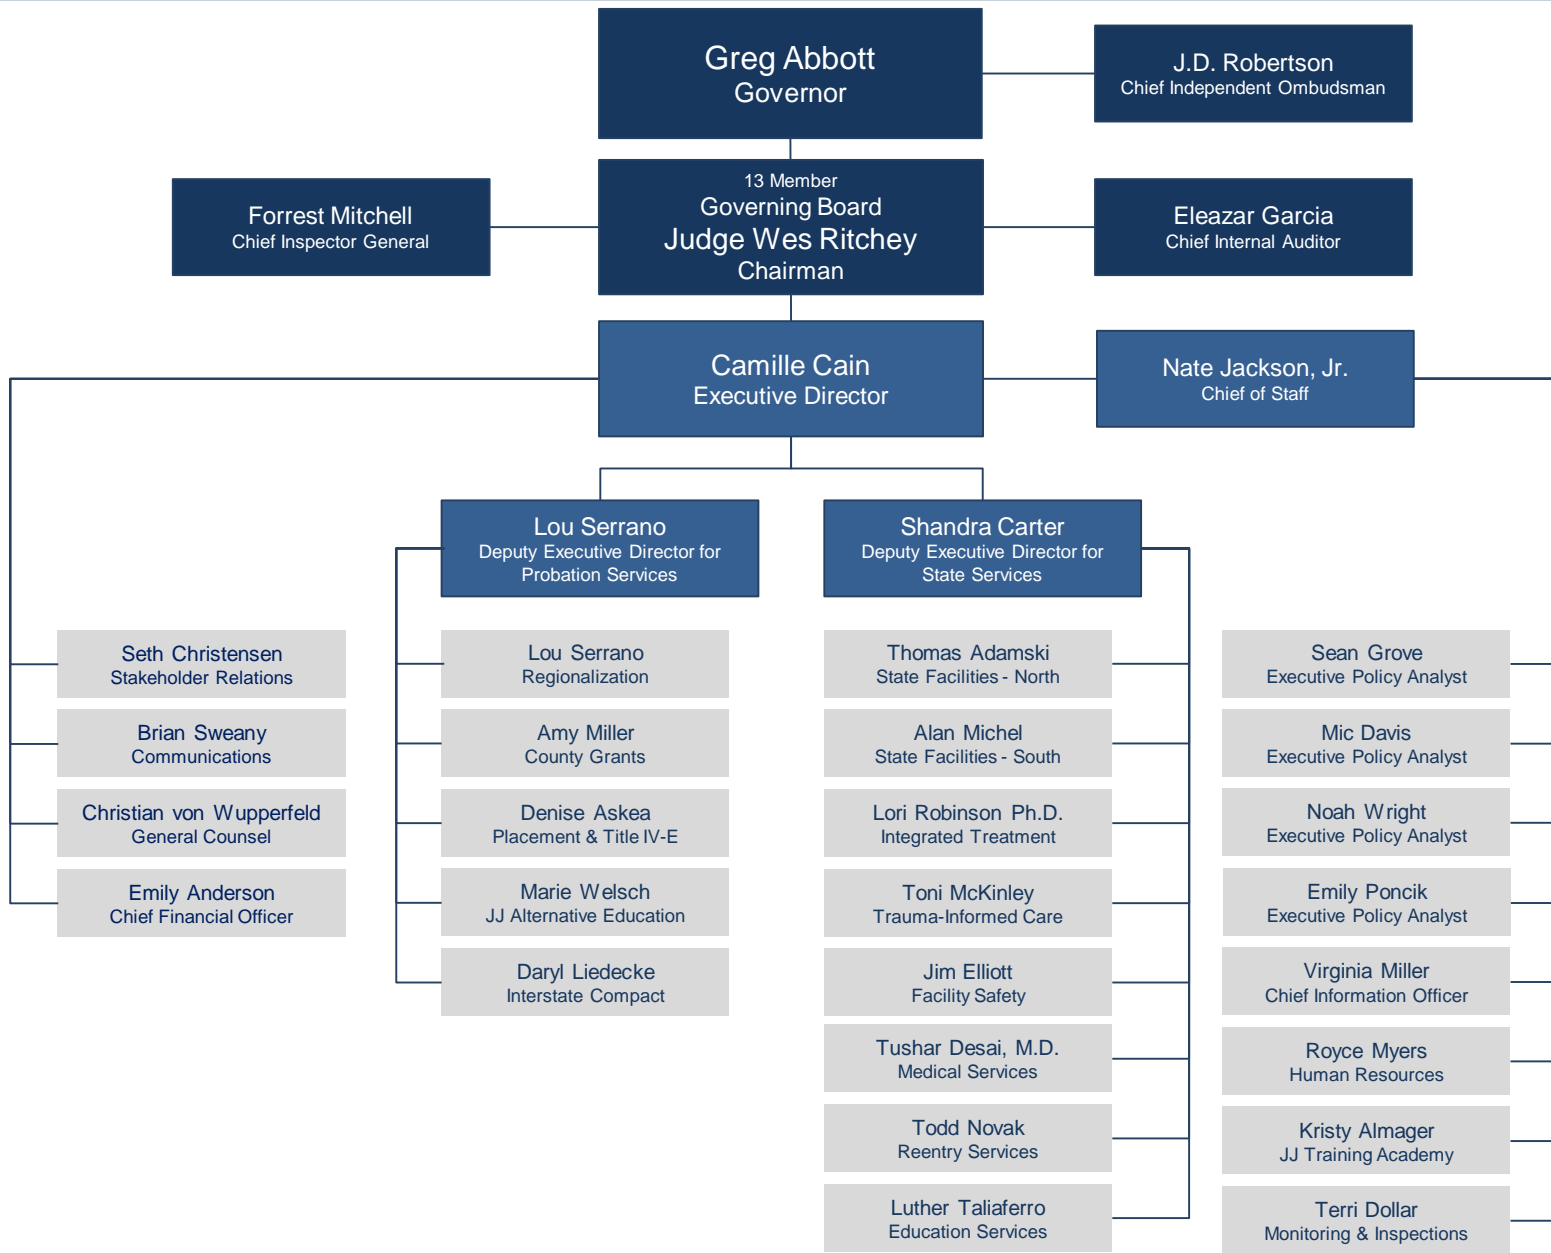 Greg Abbott
Governor
J.D. Robertson
Chief Independent Ombudsman
Forrest Mitchell
Chief Inspector General
13 Member
Governing Board
Judge Wes Ritchey
Chairman
Eleazar Garcia
Chief Internal Auditor
Camille Cain
Executive Director
Nate Jackson, Jr.
Chief of Staff
Lou Serrano
Deputy Executive Director for
Probation Services
Shandra Carter
Deputy Executive Director for
State Services
Seth Christensen
Stakeholder Relations
Brian Sweany
Communications
Christian von Wupperfeld
General Counsel
Emily Anderson
Chief Financial Officer
Lou Serrano
Regionalization
Amy Miller
County Grants
Denise Askea
Placement & Title IV-E
Marie Welsch
JJ Alternative Education
Daryl Liedecke
Interstate Compact
Thomas Adamski
State Facilities - North
Alan Michel
State Facilities - South
Lori Robinson Ph.D.
Integrated Treatment
Toni McKinley
Trauma-Informed Care
Jim Elliott
Facility Safety
Tushar Desai, M.D.
Medical Services
Todd Novak
Reentry Services
Luther Taliaferro
Education Services
Sean Grove
Executive Policy Analyst
Mic Davis
Executive Policy Analyst
Noah Wright
Executive Policy Analyst
Emily Poncik
Executive Policy Analyst
Virginia Miller
Chief Information Officer
Royce Myers
Human Resources
Kristy Almager
JJ Training Academy
Terri Dollar
Monitoring & Inspections